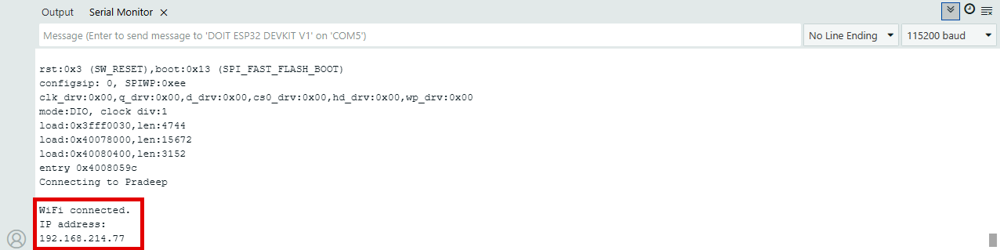 Output Serial Monitor
Message (Enter to send message to 'DOIT ESP32 DEVKIT V1' on 'COM5') No Line Ending 115200 baud
rst:0x3 (SW_RESET),boot:0x13 (SPI_FAST_FLASH_BOOT)
configsip: 0, SPIWP:0xee
clk_drv:0x00,q_drv:0x00,d_drv:0x00,cs0_drv:0x00,hd_drv:0x00,wp_drv:0x00
mode:DIO, clock div:1
load:0x3fff0030,len:4744
load:0x40078000,len:15672
load:0x40080400,len:3152
entry 0x4008059c
Connecting to Pradeep
WiFi connected.
IP address:
192.168.214.77